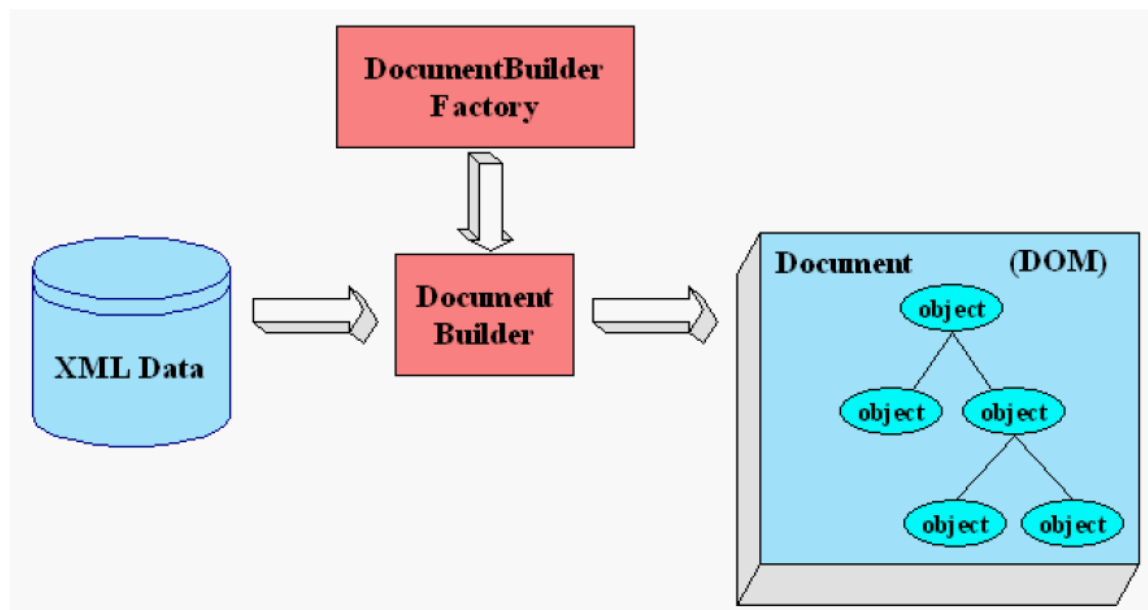 DocumentBuilder
Factory
XML Data
Document
Builder
Document (DOM)
object
object object
object object